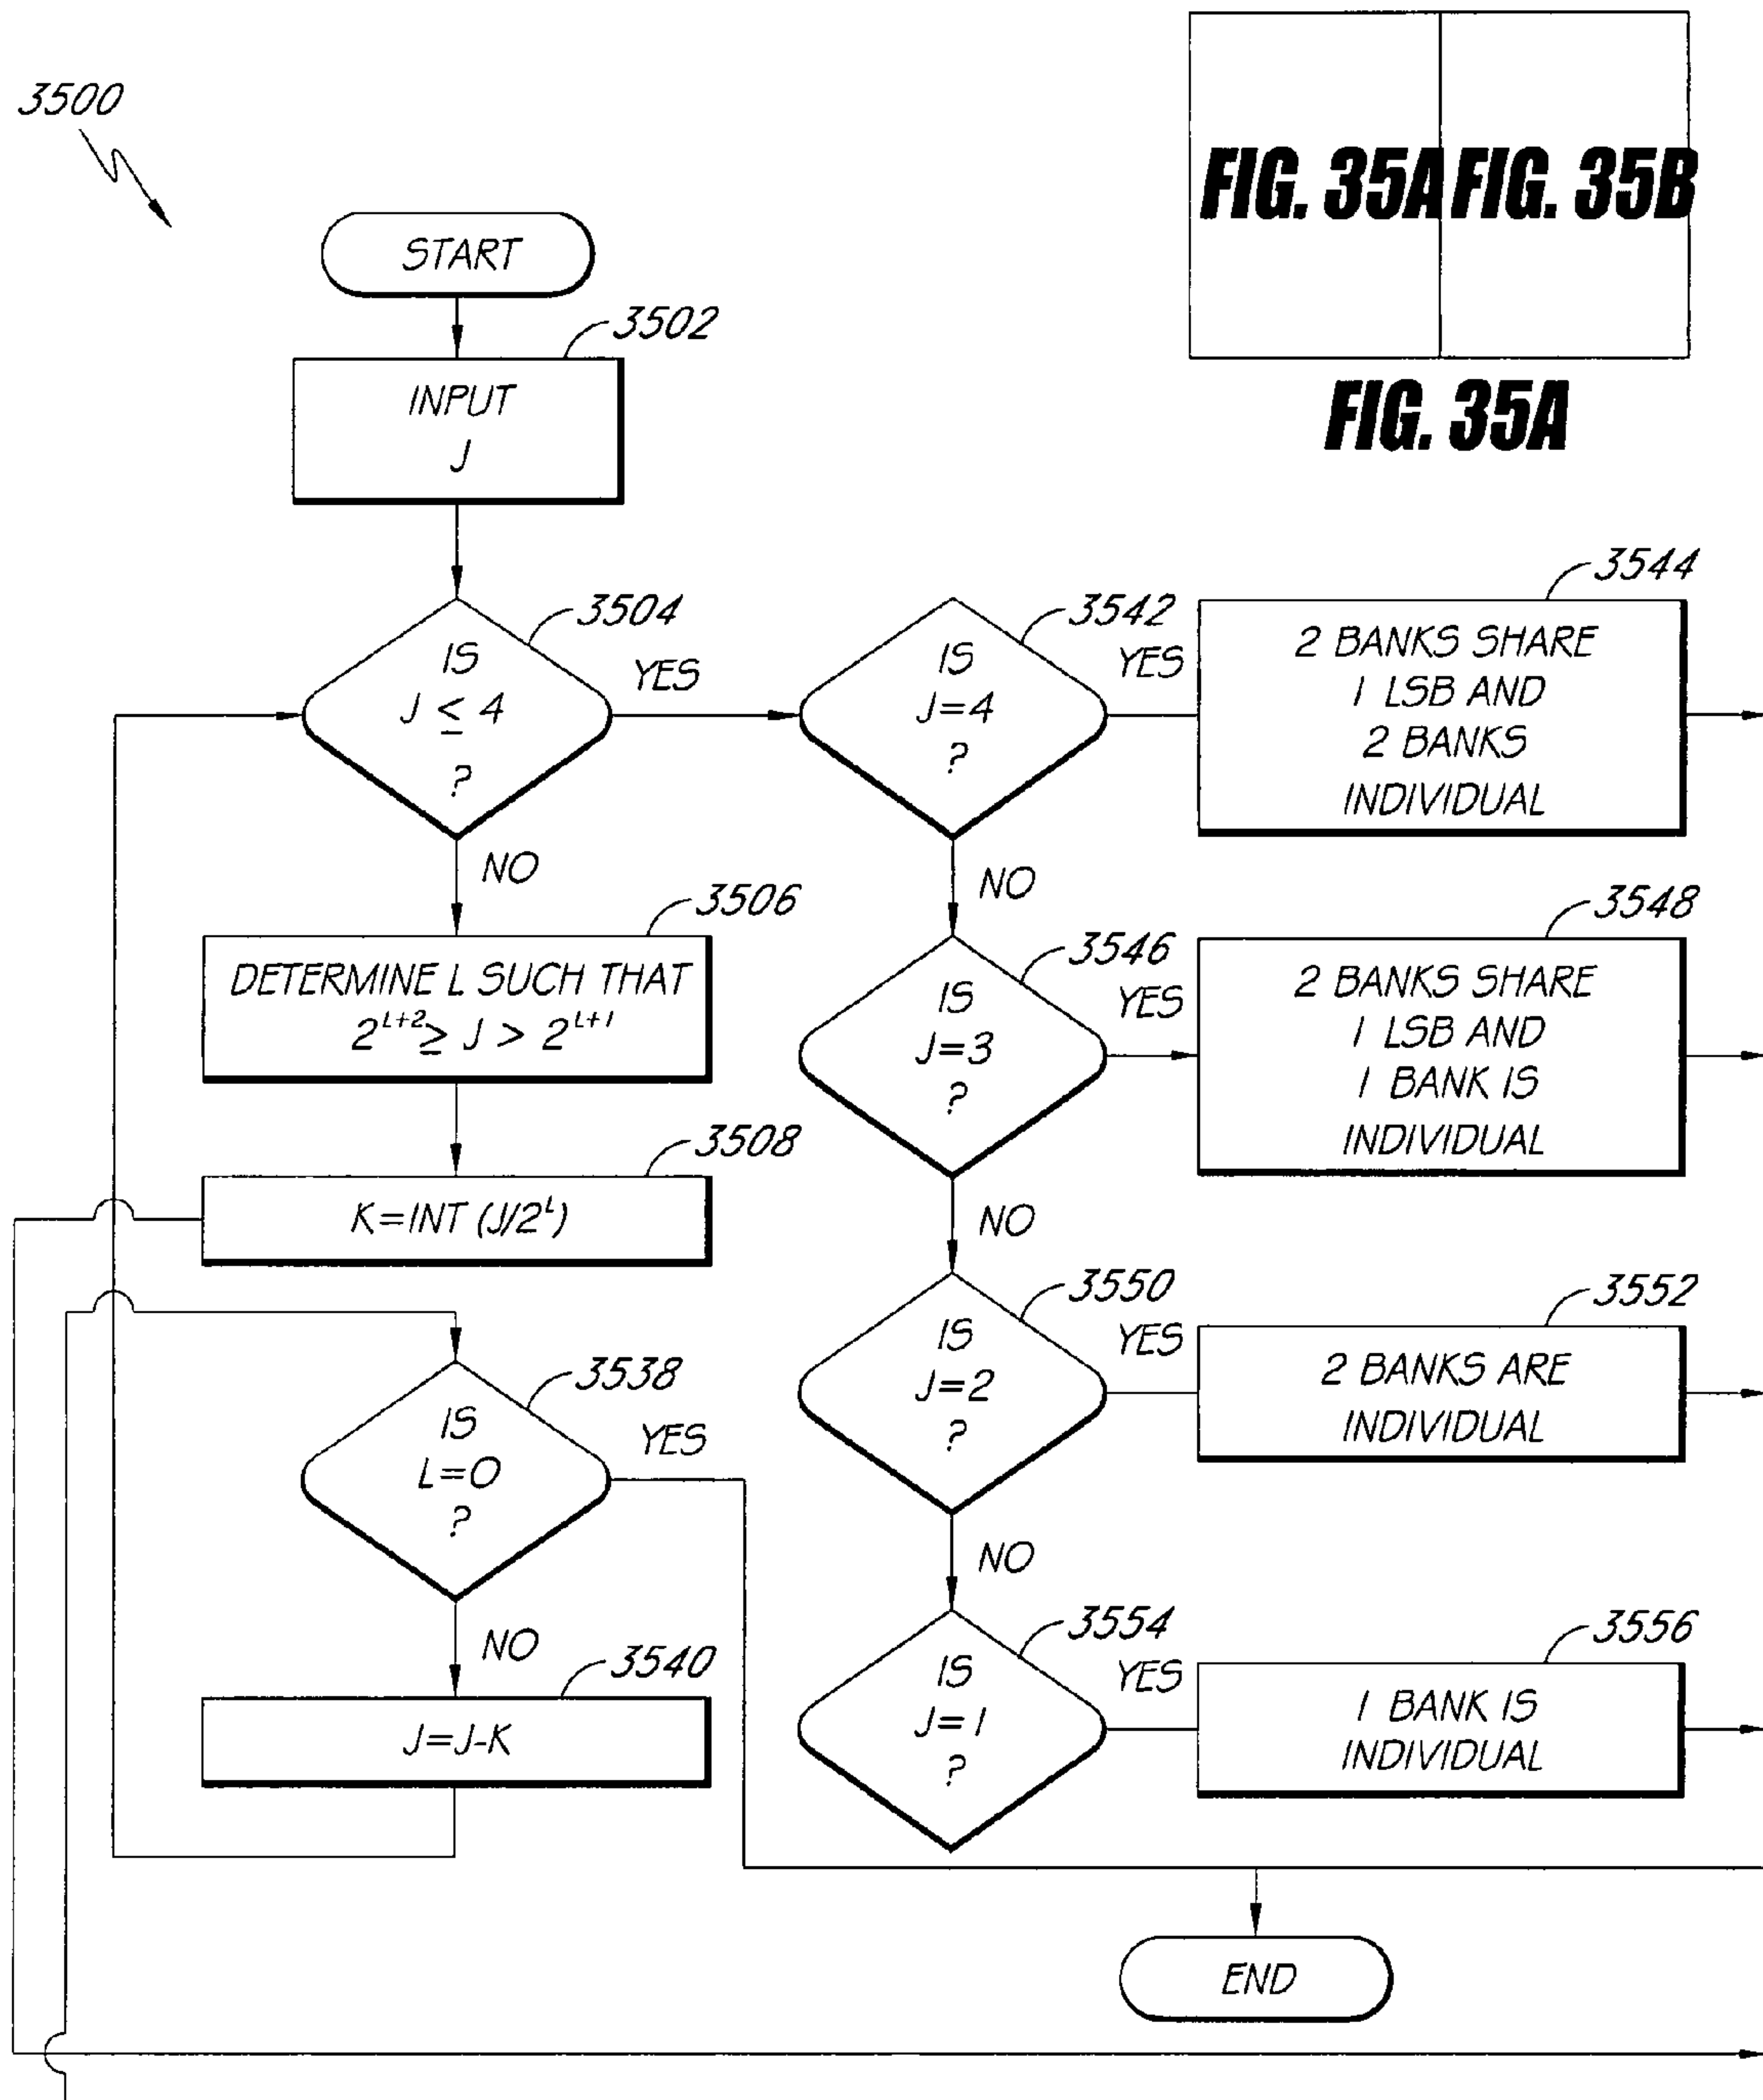 3500
FIG. 35A FIG. 35B
FIG. 35A
START
3502
INPUT
J
3504
IS
J ≤ 4
?
YES
NO
3506
DETERMINE L SUCH THAT
2^{L+2} ≥ J > 2^{L+1}
3508
K=INT (J/2^L)
3538
IS
L=0
?
YES
NO
3540
J=J-K
3542
IS
J=4
?
YES
NO
3544
2 BANKS SHARE
1 LSB AND
2 BANKS
INDIVIDUAL
3546
IS
J=3
?
YES
NO
3548
2 BANKS SHARE
1 LSB AND
1 BANK IS
INDIVIDUAL
3550
IS
J=2
?
YES
NO
3552
2 BANKS ARE
INDIVIDUAL
3554
IS
J=1
?
YES
3556
1 BANK IS
INDIVIDUAL
END